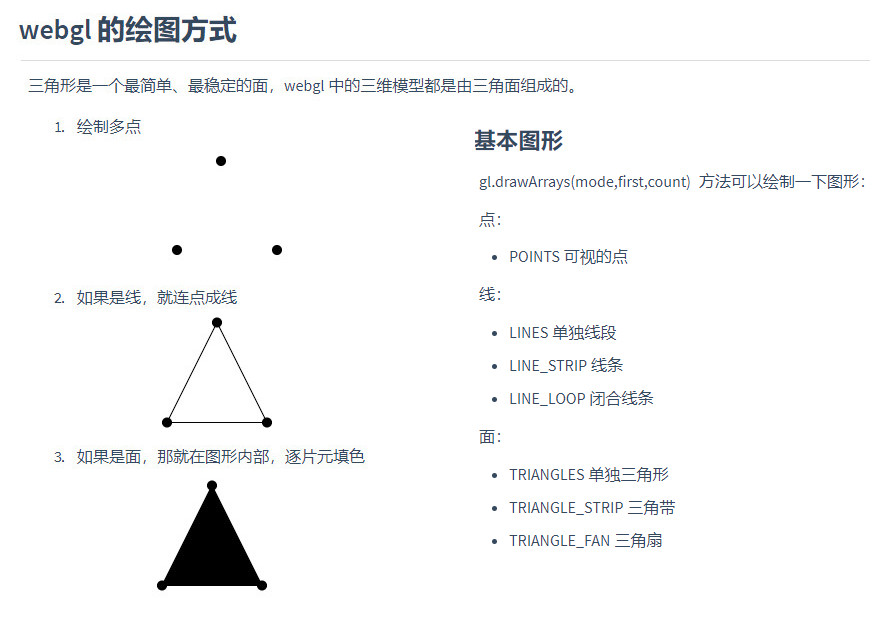 webgl 的绘图方式
三角形是一个最简单、最稳定的面，webgl 中的三维模型都是由三角面组成的。
1. 绘制多点
2. 如果是线，就连点成线
3. 如果是面，那就在图形内部，逐片元填色
基本图形
gl.drawArrays(mode,first,count) 方法可以绘制一下图形：
点：
• POINTS 可视的点
线：
• LINES 单独线段
• LINE_STRIP 线条
• LINE_LOOP 闭合线条
面：
• TRIANGLES 单独三角形
• TRIANGLE_STRIP 三角带
• TRIANGLE_FAN 三角扇